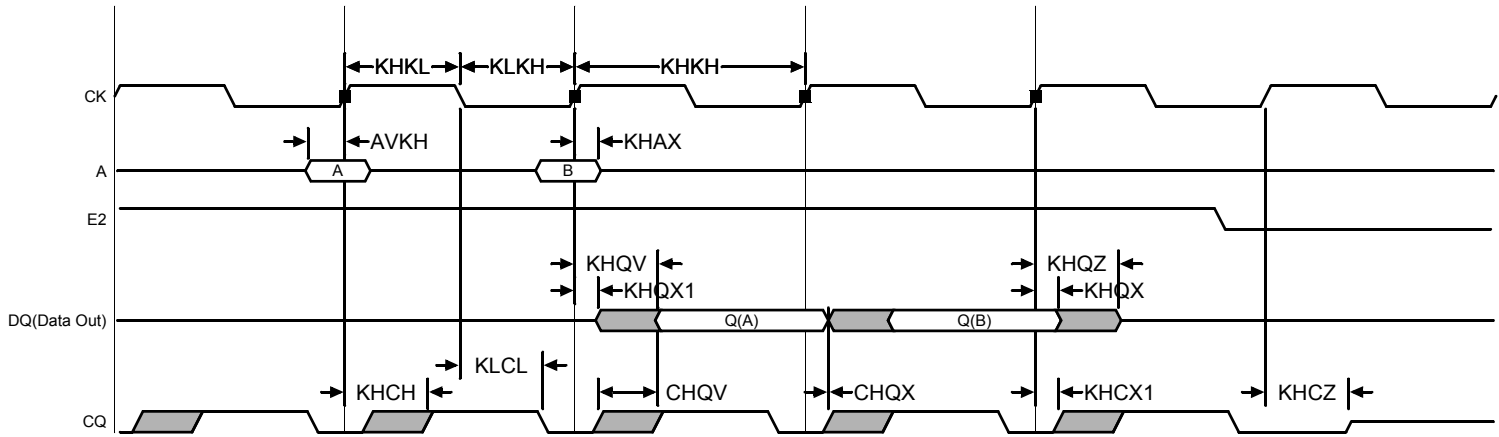 KHKL KLKH KHKH
CK
AVKH KHAX
A A B
E2
KHQV KHQZ
KHQX1 KHQX
DQ(Data Out) Q(A) Q(B)
KLCL
KHCH CHQV CHQX KHCX1 KHCZ
CQ